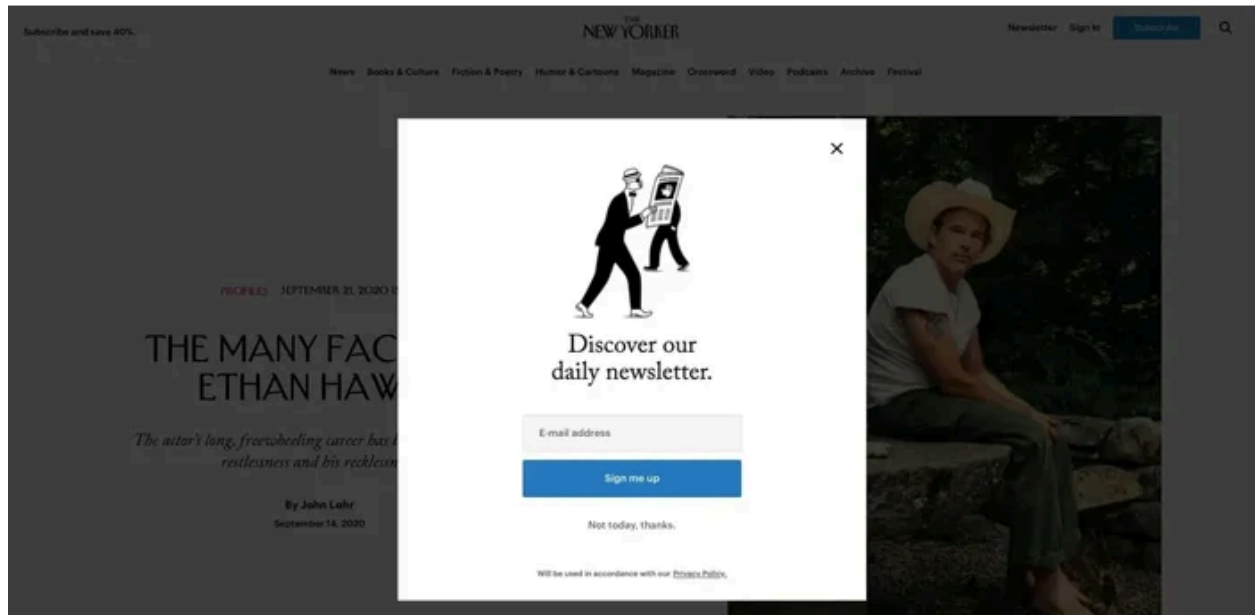 Subscribe and save 40%.
THE
NEW YORKER
Newsletter Sign In Subscribe
News Books & Culture Fiction & Poetry Humor & Cartoons Magazine Crossword Video Podcasts Archive Festival
PROFILES SEPTEMBER 21, 2020
THE MANY FAC
ETHAN HAW
The actor's long, freewheeling career has
restlessness and his recklessn
By John Lahr
September 14, 2020
Discover our
daily newsletter.
E-mail address
Sign me up
Not today, thanks.
Will be used in accordance with our Privacy Policy.